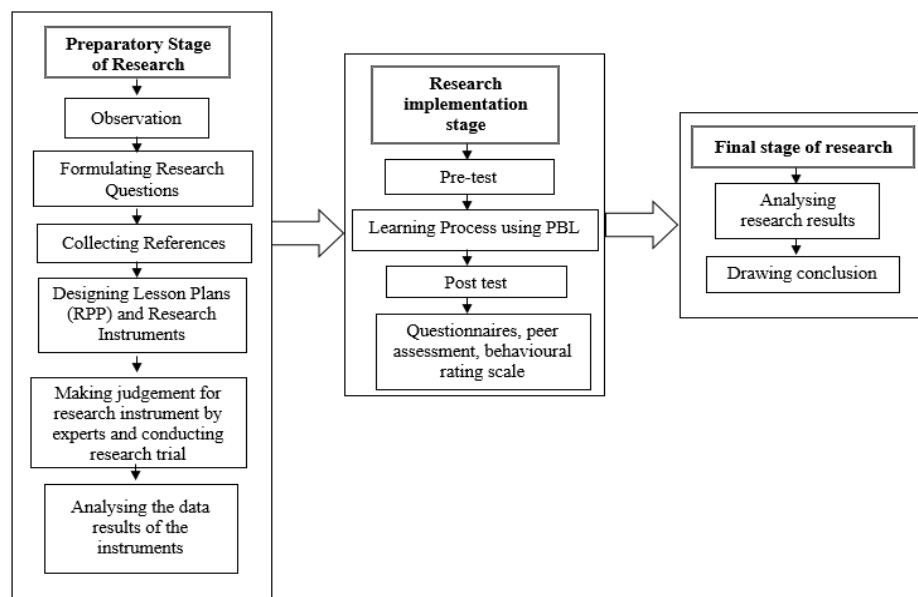 Preparatory Stage
of Research
Observation
Formulating Research
Questions
Collecting References
Designing Lesson Plans
(RPP) and Research
Instruments
Making judgement for
research instrument by
experts and conducting
research trial
Analysing the data
results of the
instruments
Research
implementation
stage
Pre-test
Learning Process using PBL
Post test
Questionnaires, peer
assessment, behavioural
rating scale
Final stage of research
Analysing
research results
Drawing conclusion